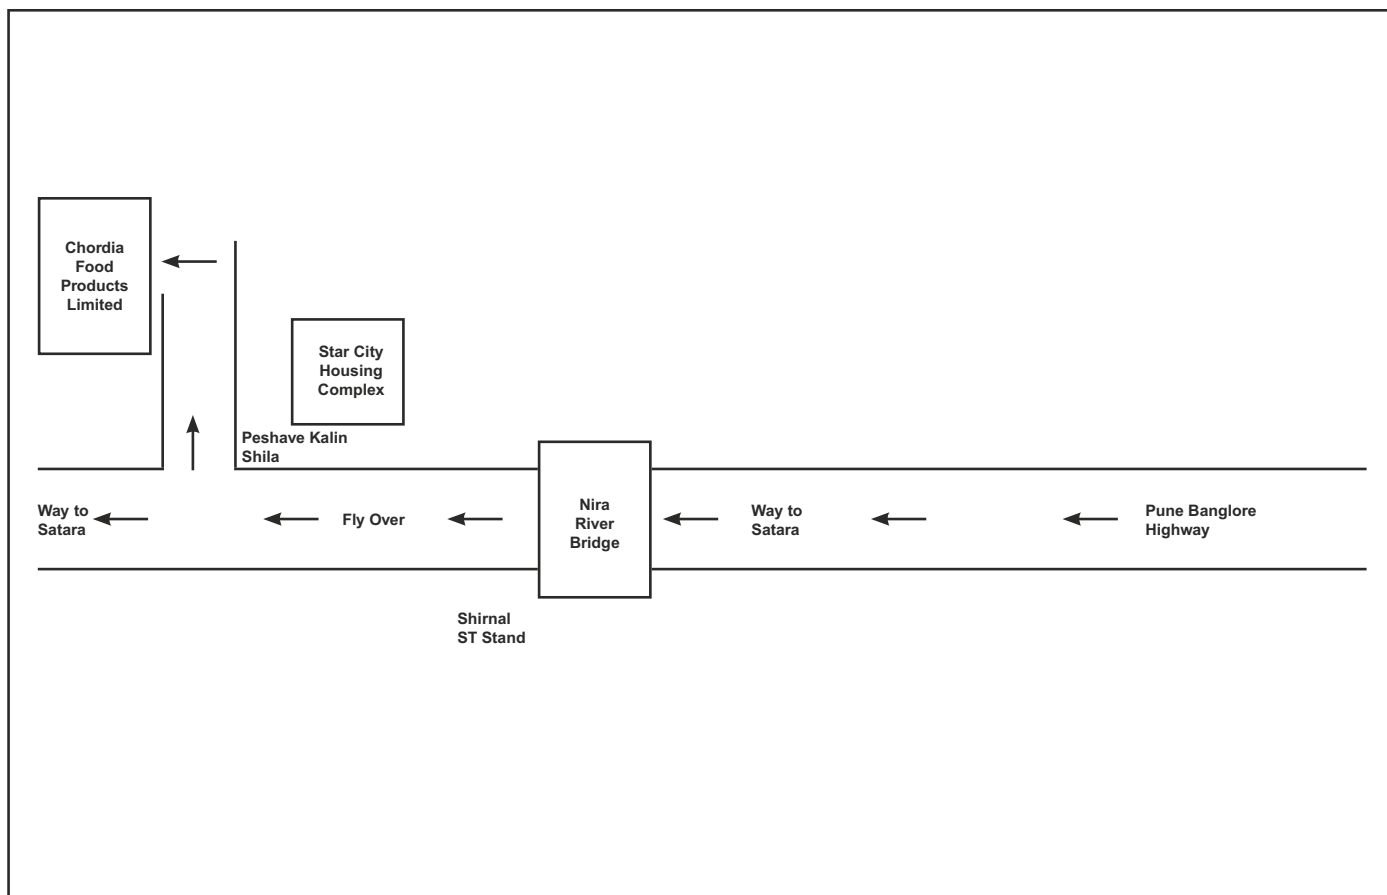 Chordia
Food
Products
Limited
Star City
Housing
Complex
Peshave Kalin
Shila
Way to
Satara
Fly Over
Nira
River
Bridge
Way to
Satara
Pune Banglore
Highway
Shirnal
ST Stand